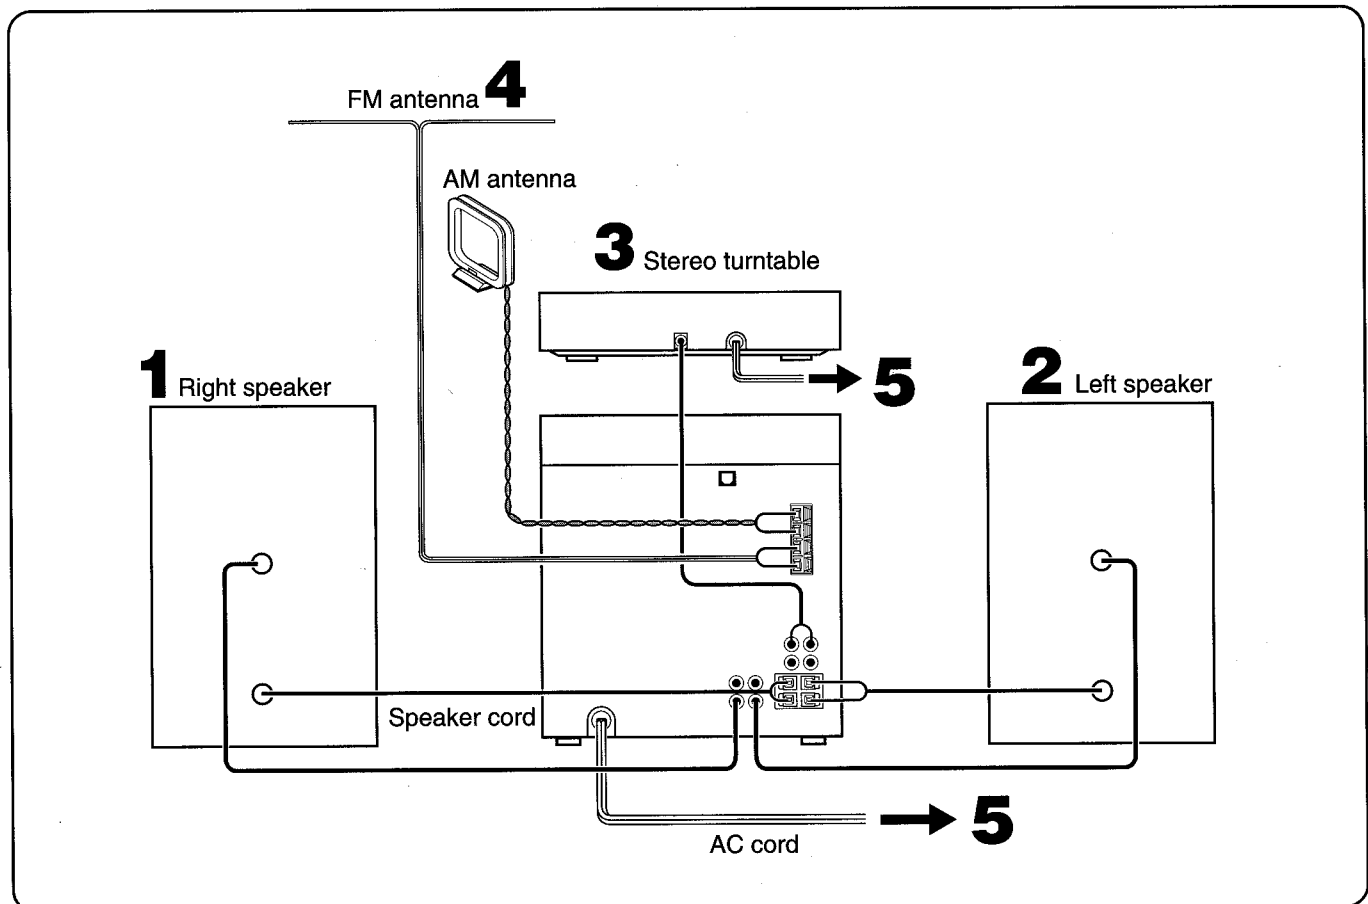 FM antenna 4
AM antenna
3 Stereo turntable
1 Right speaker
5
2 Left speaker
Speaker cord
5
AC cord